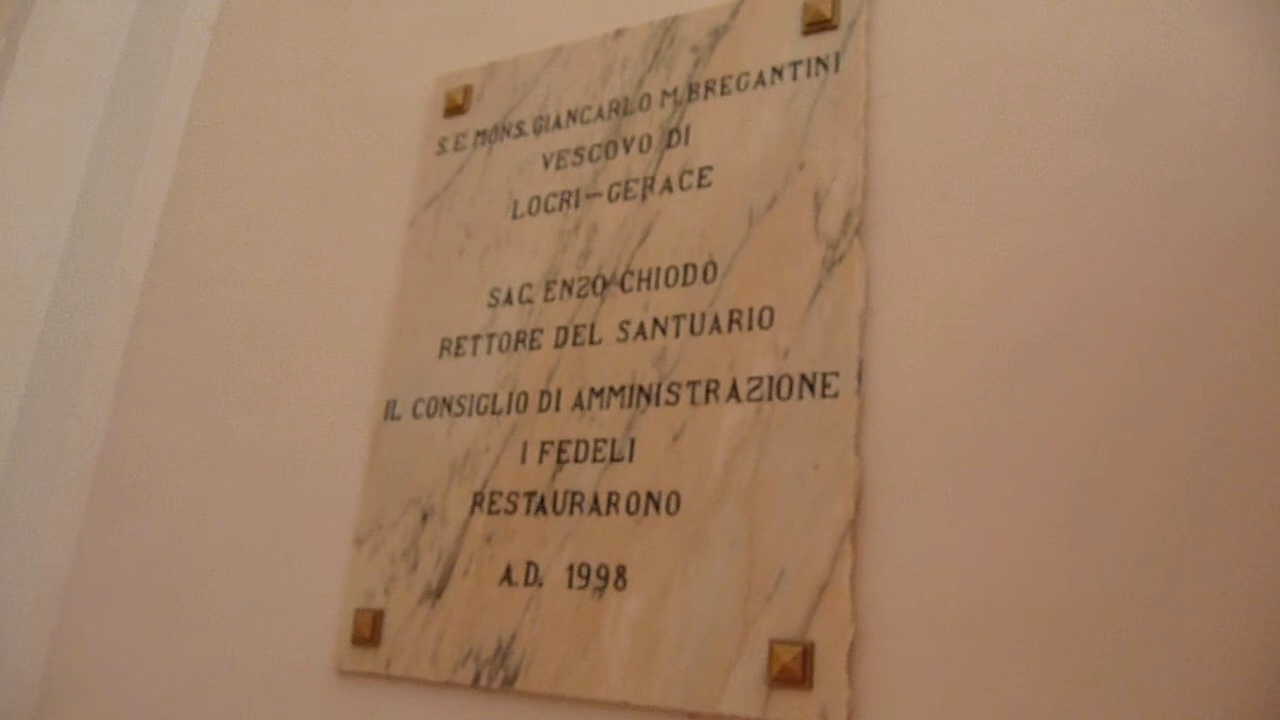 S.E. MONS. GIANCARLO M. BREGANTINI
VESCOVO DI
LOCRI-GERACE
SAC. ENZO CHIODO
RETTORE DEL SANTUARIO
IL CONSIGLIO DI AMMINISTRAZIONE
I FEDELI
RESTAURARONO
A.D. 1998